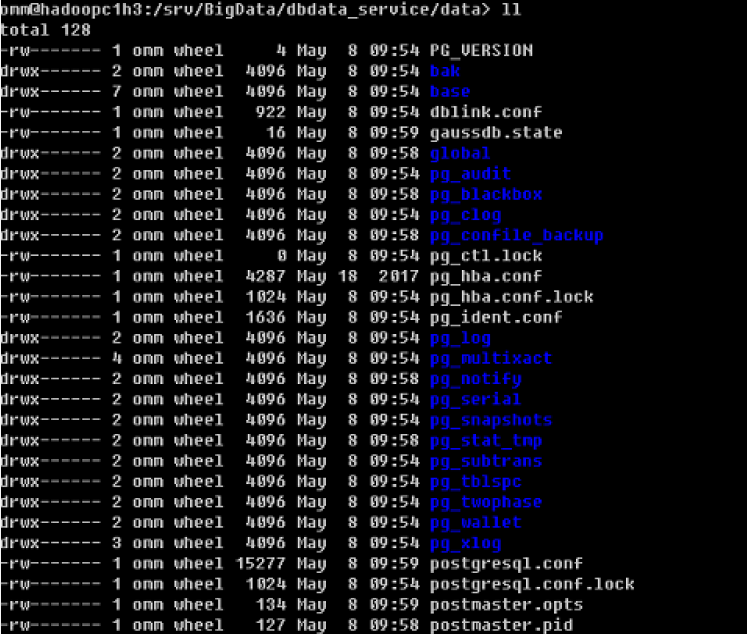 omm@hadoopc1h3:/srv/BigData/dbdata_service/data> ll
total 128
-rw------- 1 omm wheel 4 May 8 09:54 PG_VERSION
drwx------ 2 omm wheel 4096 May 8 09:54 bak
drwx------ 7 omm wheel 4096 May 8 09:54 base
-rw------- 1 omm wheel 922 May 8 09:54 dblink.conf
-rw------- 1 omm wheel 16 May 8 09:59 gaussdb.state
drwx------ 2 omm wheel 4096 May 8 09:58 global
drwx------ 2 omm wheel 4096 May 8 09:54 pg_audit
drwx------ 2 omm wheel 4096 May 8 09:58 pg_blackbox
drwx------ 2 omm wheel 4096 May 8 09:54 pg_clog
drwx------ 2 omm wheel 4096 May 8 09:58 pg_confile_backup
-rw------- 1 omm wheel 0 May 8 09:54 pg_ctl.lock
-rw------- 1 omm wheel 4287 May 18 2017 pg_hba.conf
-rw------- 1 omm wheel 1024 May 8 09:54 pg_hba.conf.lock
-rw------- 1 omm wheel 1636 May 8 09:54 pg_ident.conf
drwx------ 2 omm wheel 4096 May 8 09:54 pg_log
drwx------ 4 omm wheel 4096 May 8 09:54 pg_multixact
drwx------ 2 omm wheel 4096 May 8 09:58 pg_notify
drwx------ 2 omm wheel 4096 May 8 09:54 pg_serial
drwx------ 2 omm wheel 4096 May 8 09:54 pg_snapshots
drwx------ 2 omm wheel 4096 May 8 09:58 pg_stat_tmp
drwx------ 2 omm wheel 4096 May 8 09:54 pg_subtrans
drwx------ 2 omm wheel 4096 May 8 09:54 pg_tblspc
drwx------ 2 omm wheel 4096 May 8 09:54 pg_twophase
drwx------ 2 omm wheel 4096 May 8 09:54 pg_wallet
drwx------ 3 omm wheel 4096 May 8 09:54 pg_xlog
-rw------- 1 omm wheel 15277 May 8 09:59 postgresql.conf
-rw------- 1 omm wheel 1024 May 8 09:54 postgresql.conf.lock
-rw------- 1 omm wheel 134 May 8 09:59 postmaster.opts
-rw------- 1 omm wheel 127 May 8 09:58 postmaster.pid